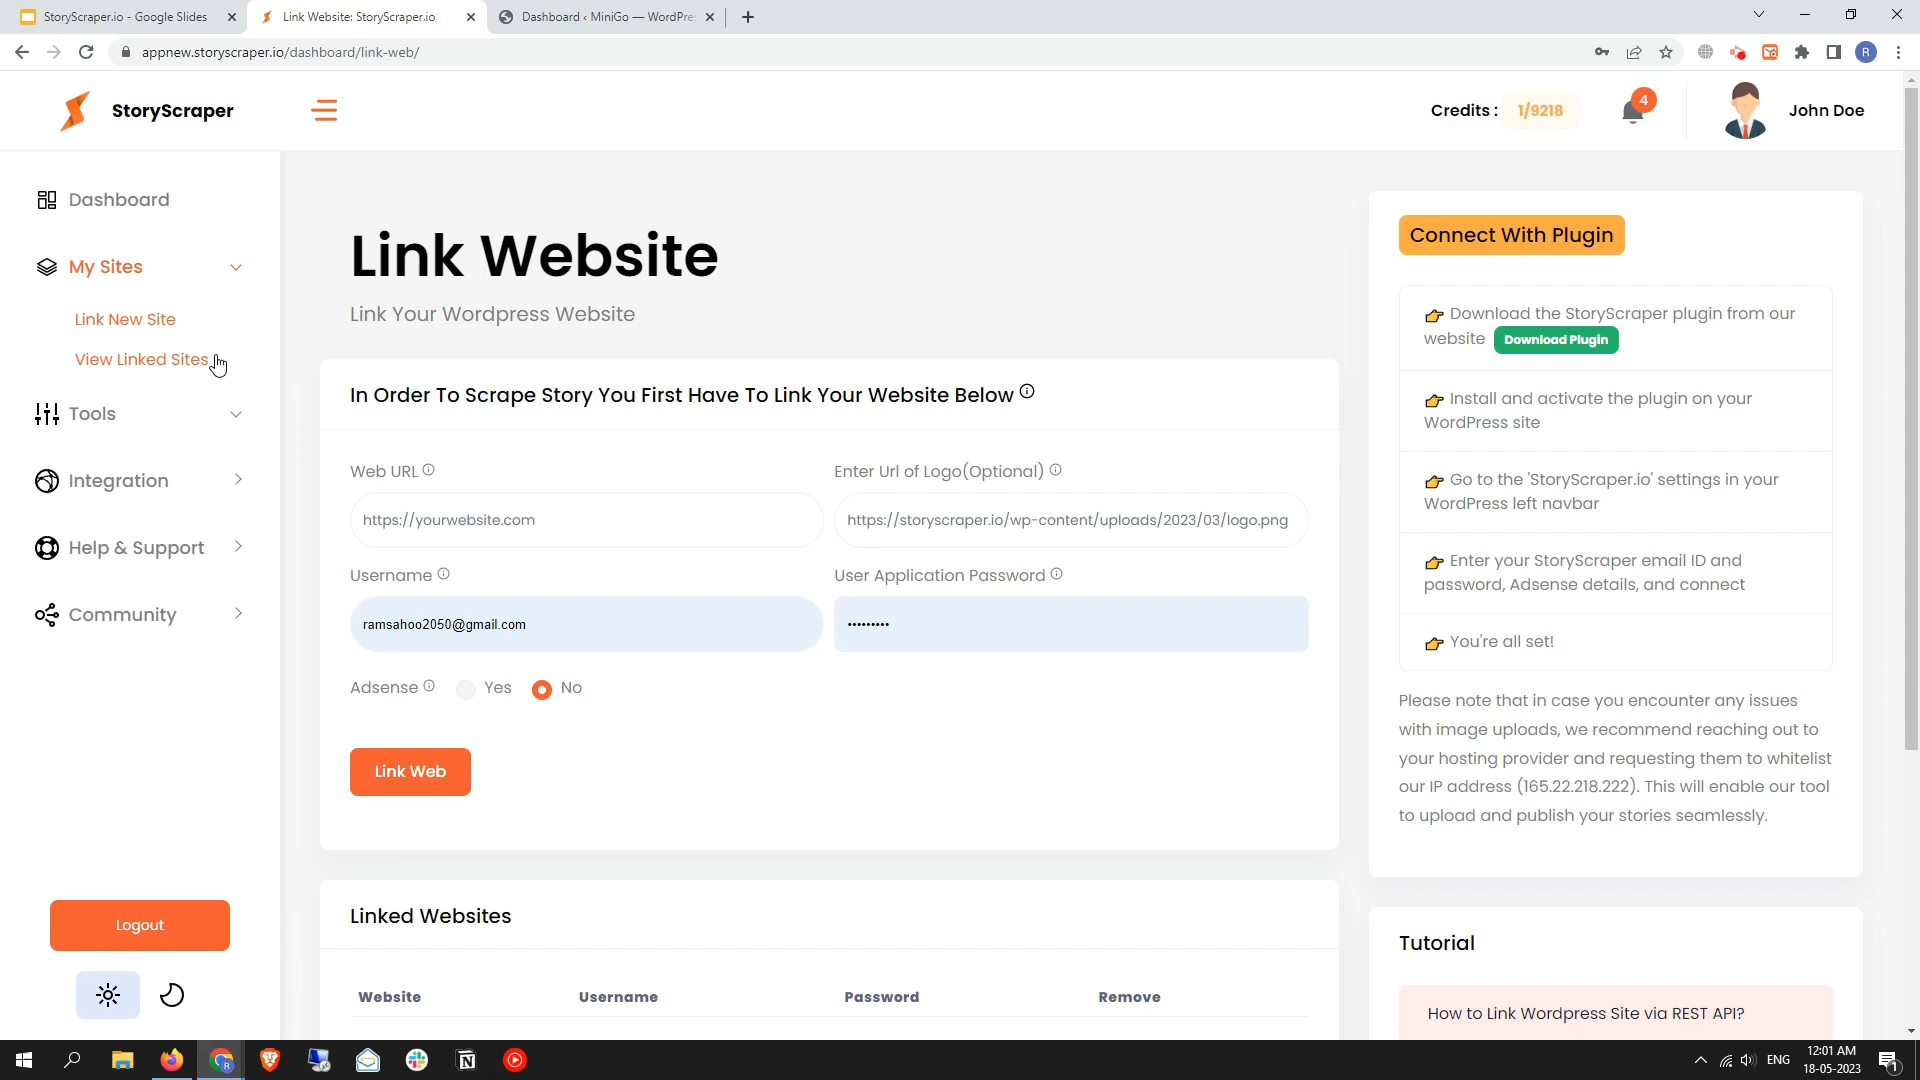 StoryScraper.io - Google Slides
Link Website: StoryScraper.io
Dashboard ‹ MiniGo — WordPre
appnew.storyscraper.io/dashboard/link-web/
R
StoryScraper
Credits : 1/9218
4
John Doe
Dashboard
My Sites
Link New Site
View Linked Sites
Tools
Integration
Help & Support
Community
Logout
Link Website
Link Your Wordpress Website
In Order To Scrape Story You First Have To Link Your Website Below
Web URL
Enter Url of Logo(Optional)
https://yourwebsite.com
https://storyscraper.io/wp-content/uploads/2023/03/logo.png
Username
User Application Password
ramsahoo2050@gmail.com
•••••••••
Adsense
Yes
No
Link Web
Linked Websites
Website
Username
Password
Remove
Connect With Plugin
Download the StoryScraper plugin from our
website Download Plugin
Install and activate the plugin on your
WordPress site
Go to the 'StoryScraper.io' settings in your
WordPress left navbar
Enter your StoryScraper email ID and
password, Adsense details, and connect
You're all set!
Please note that in case you encounter any issues
with image uploads, we recommend reaching out to
your hosting provider and requesting them to whitelist
our IP address (165.22.218.222). This will enable our tool
to upload and publish your stories seamlessly.
Tutorial
How to Link Wordpress Site via REST API?
ENG
12:01 AM
18-05-2023
1